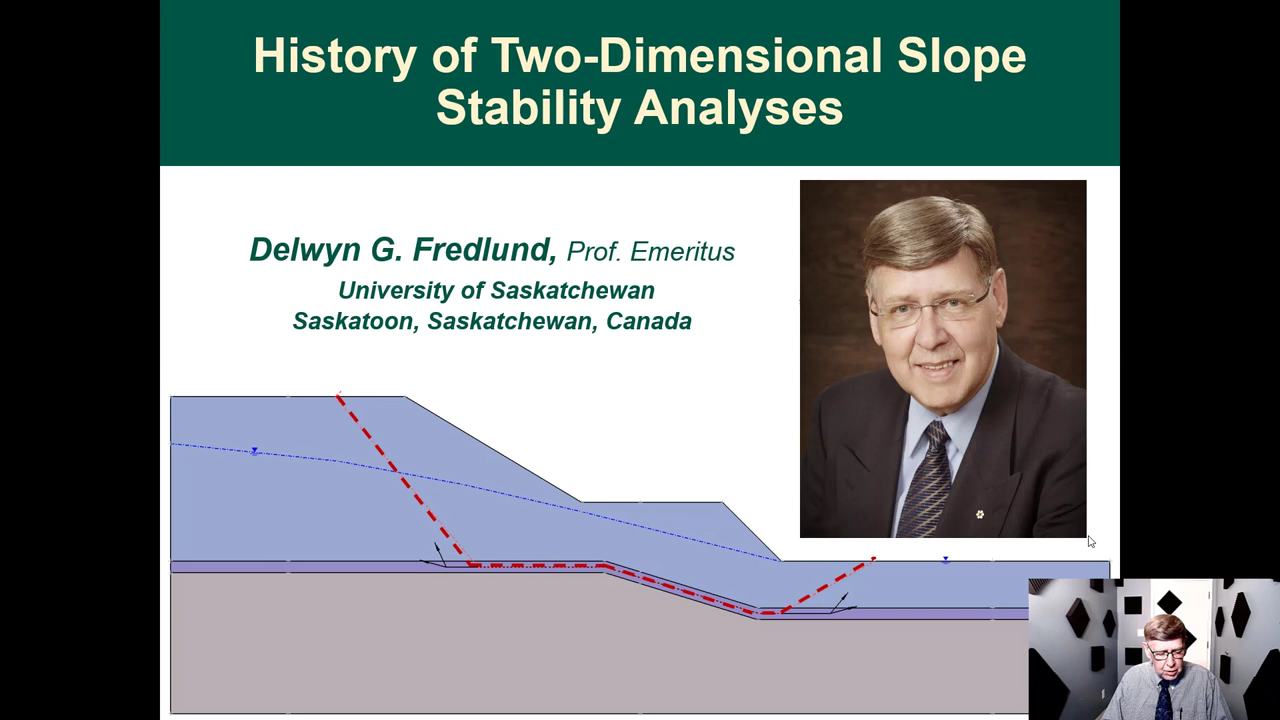 History of Two-Dimensional Slope
Stability Analyses
Delwyn G. Fredlund, Prof. Emeritus
University of Saskatchewan
Saskatoon, Saskatchewan, Canada